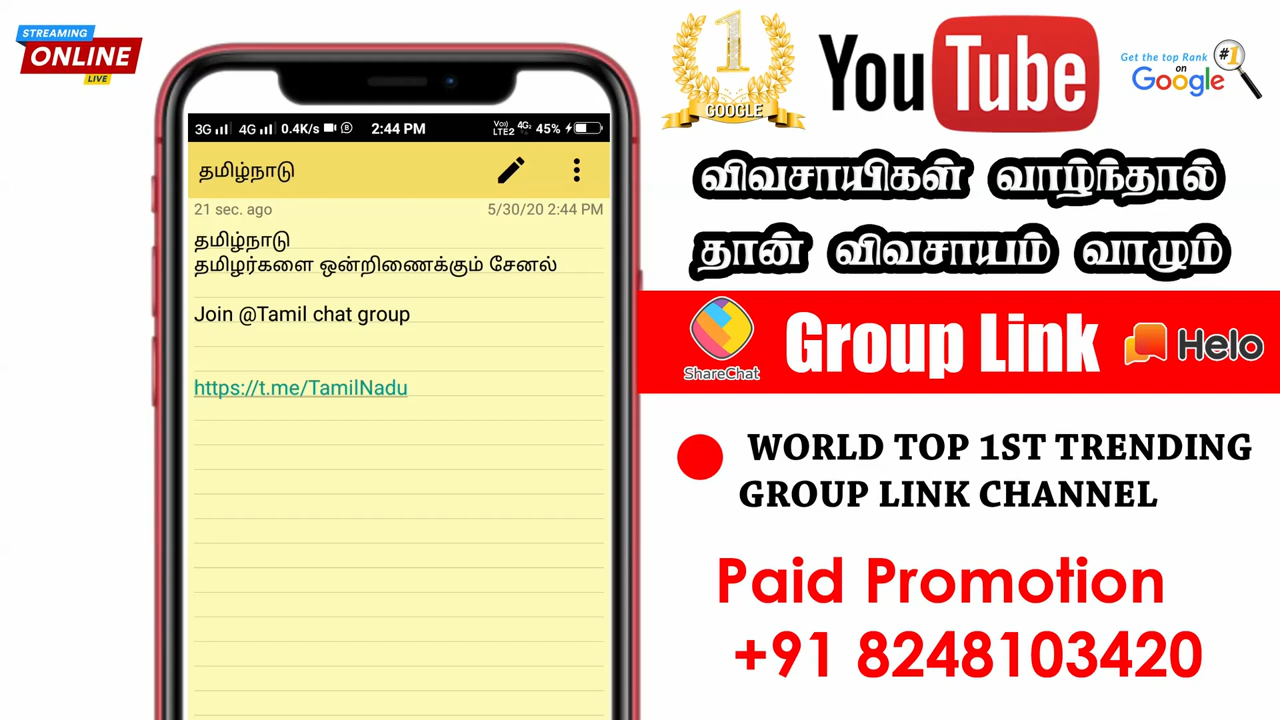 STREAMING
ONLINE
LIVE
3G 4G 0.4K/s B 2:44 PM Vo) LTE2 4G2 45%
தமிழ்நாடு
21 sec. ago 5/30/20 2:44 PM
தமிழ்நாடு
தமிழர்களை ஒன்றிணைக்கும் சேனல்
Join @Tamil chat group
https://t.me/TamilNadu
1
GOOGLE
YouTube
Get the top Rank
on
Google
#1
விவசாயிகள் வாழ்ந்தால்
தான் விவசாயம் வாழும்
ShareChat
Group Link
Helo
WORLD TOP 1ST TRENDING
GROUP LINK CHANNEL
Paid Promotion
+91 8248103420